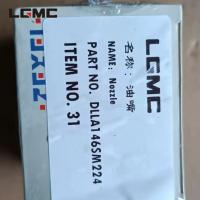 LGMC
LGMC
名称:油嘴
NAME: Nozzle
PART NO. DLLA146SM224
ITEM NO. 31